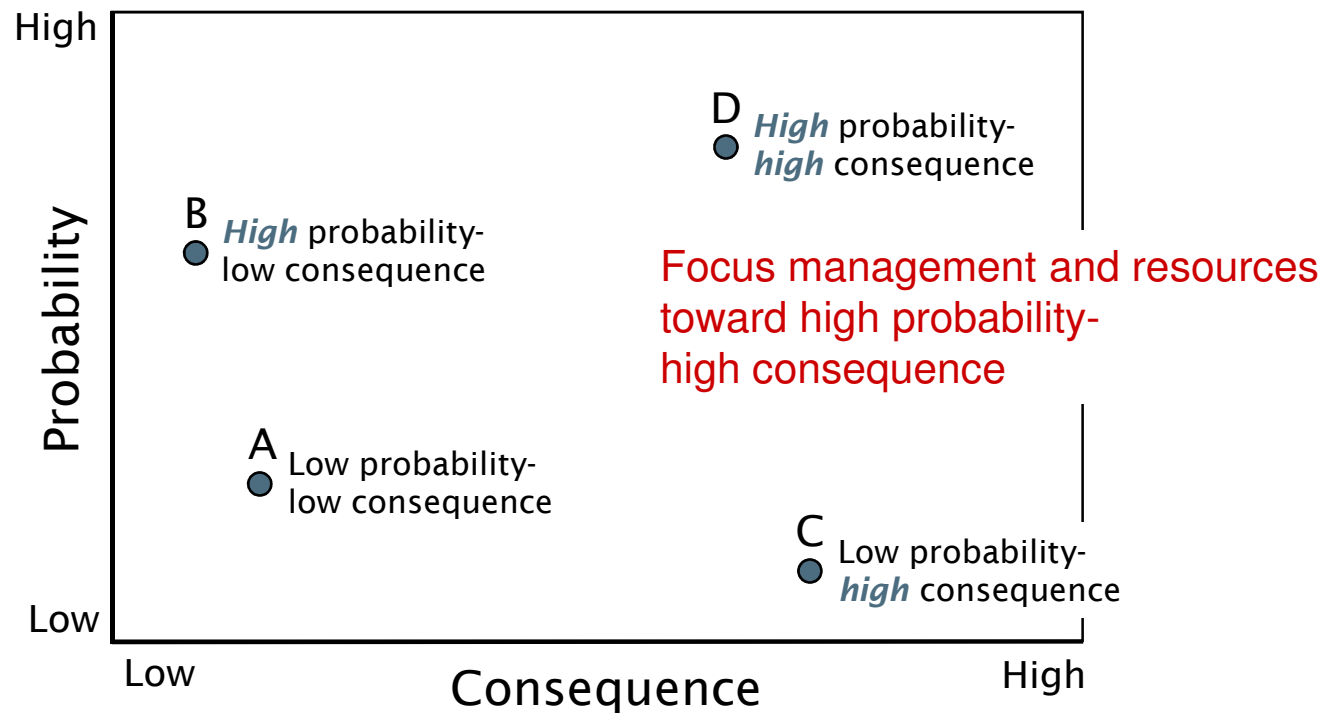 High
D
High probability-
high consequence
B
High probability-
low consequence
Focus management and resources
toward high probability-
high consequence
Probability
A
Low probability-
low consequence
C
Low probability-
high consequence
Low
Low
Consequence
High